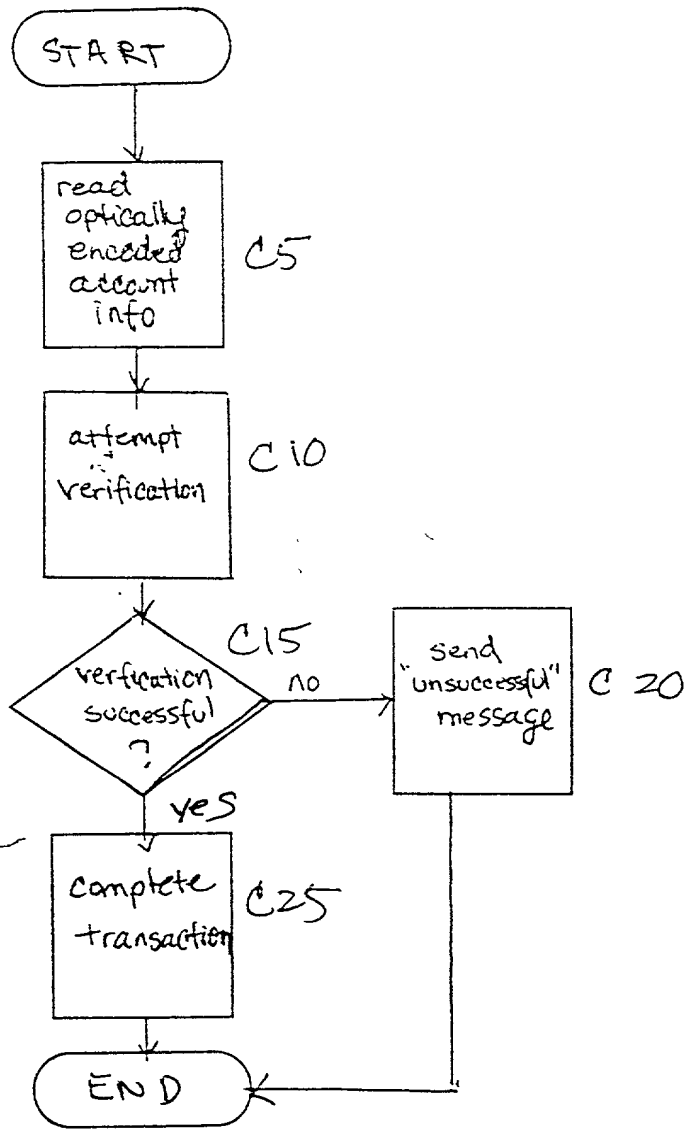 START
read
optically
encoded
account
info
C5
attempt
verification
C10
C15
verfication
successful
?
no
send
"unsuccessful"
message
C 20
yes
complete
transaction
C25
END